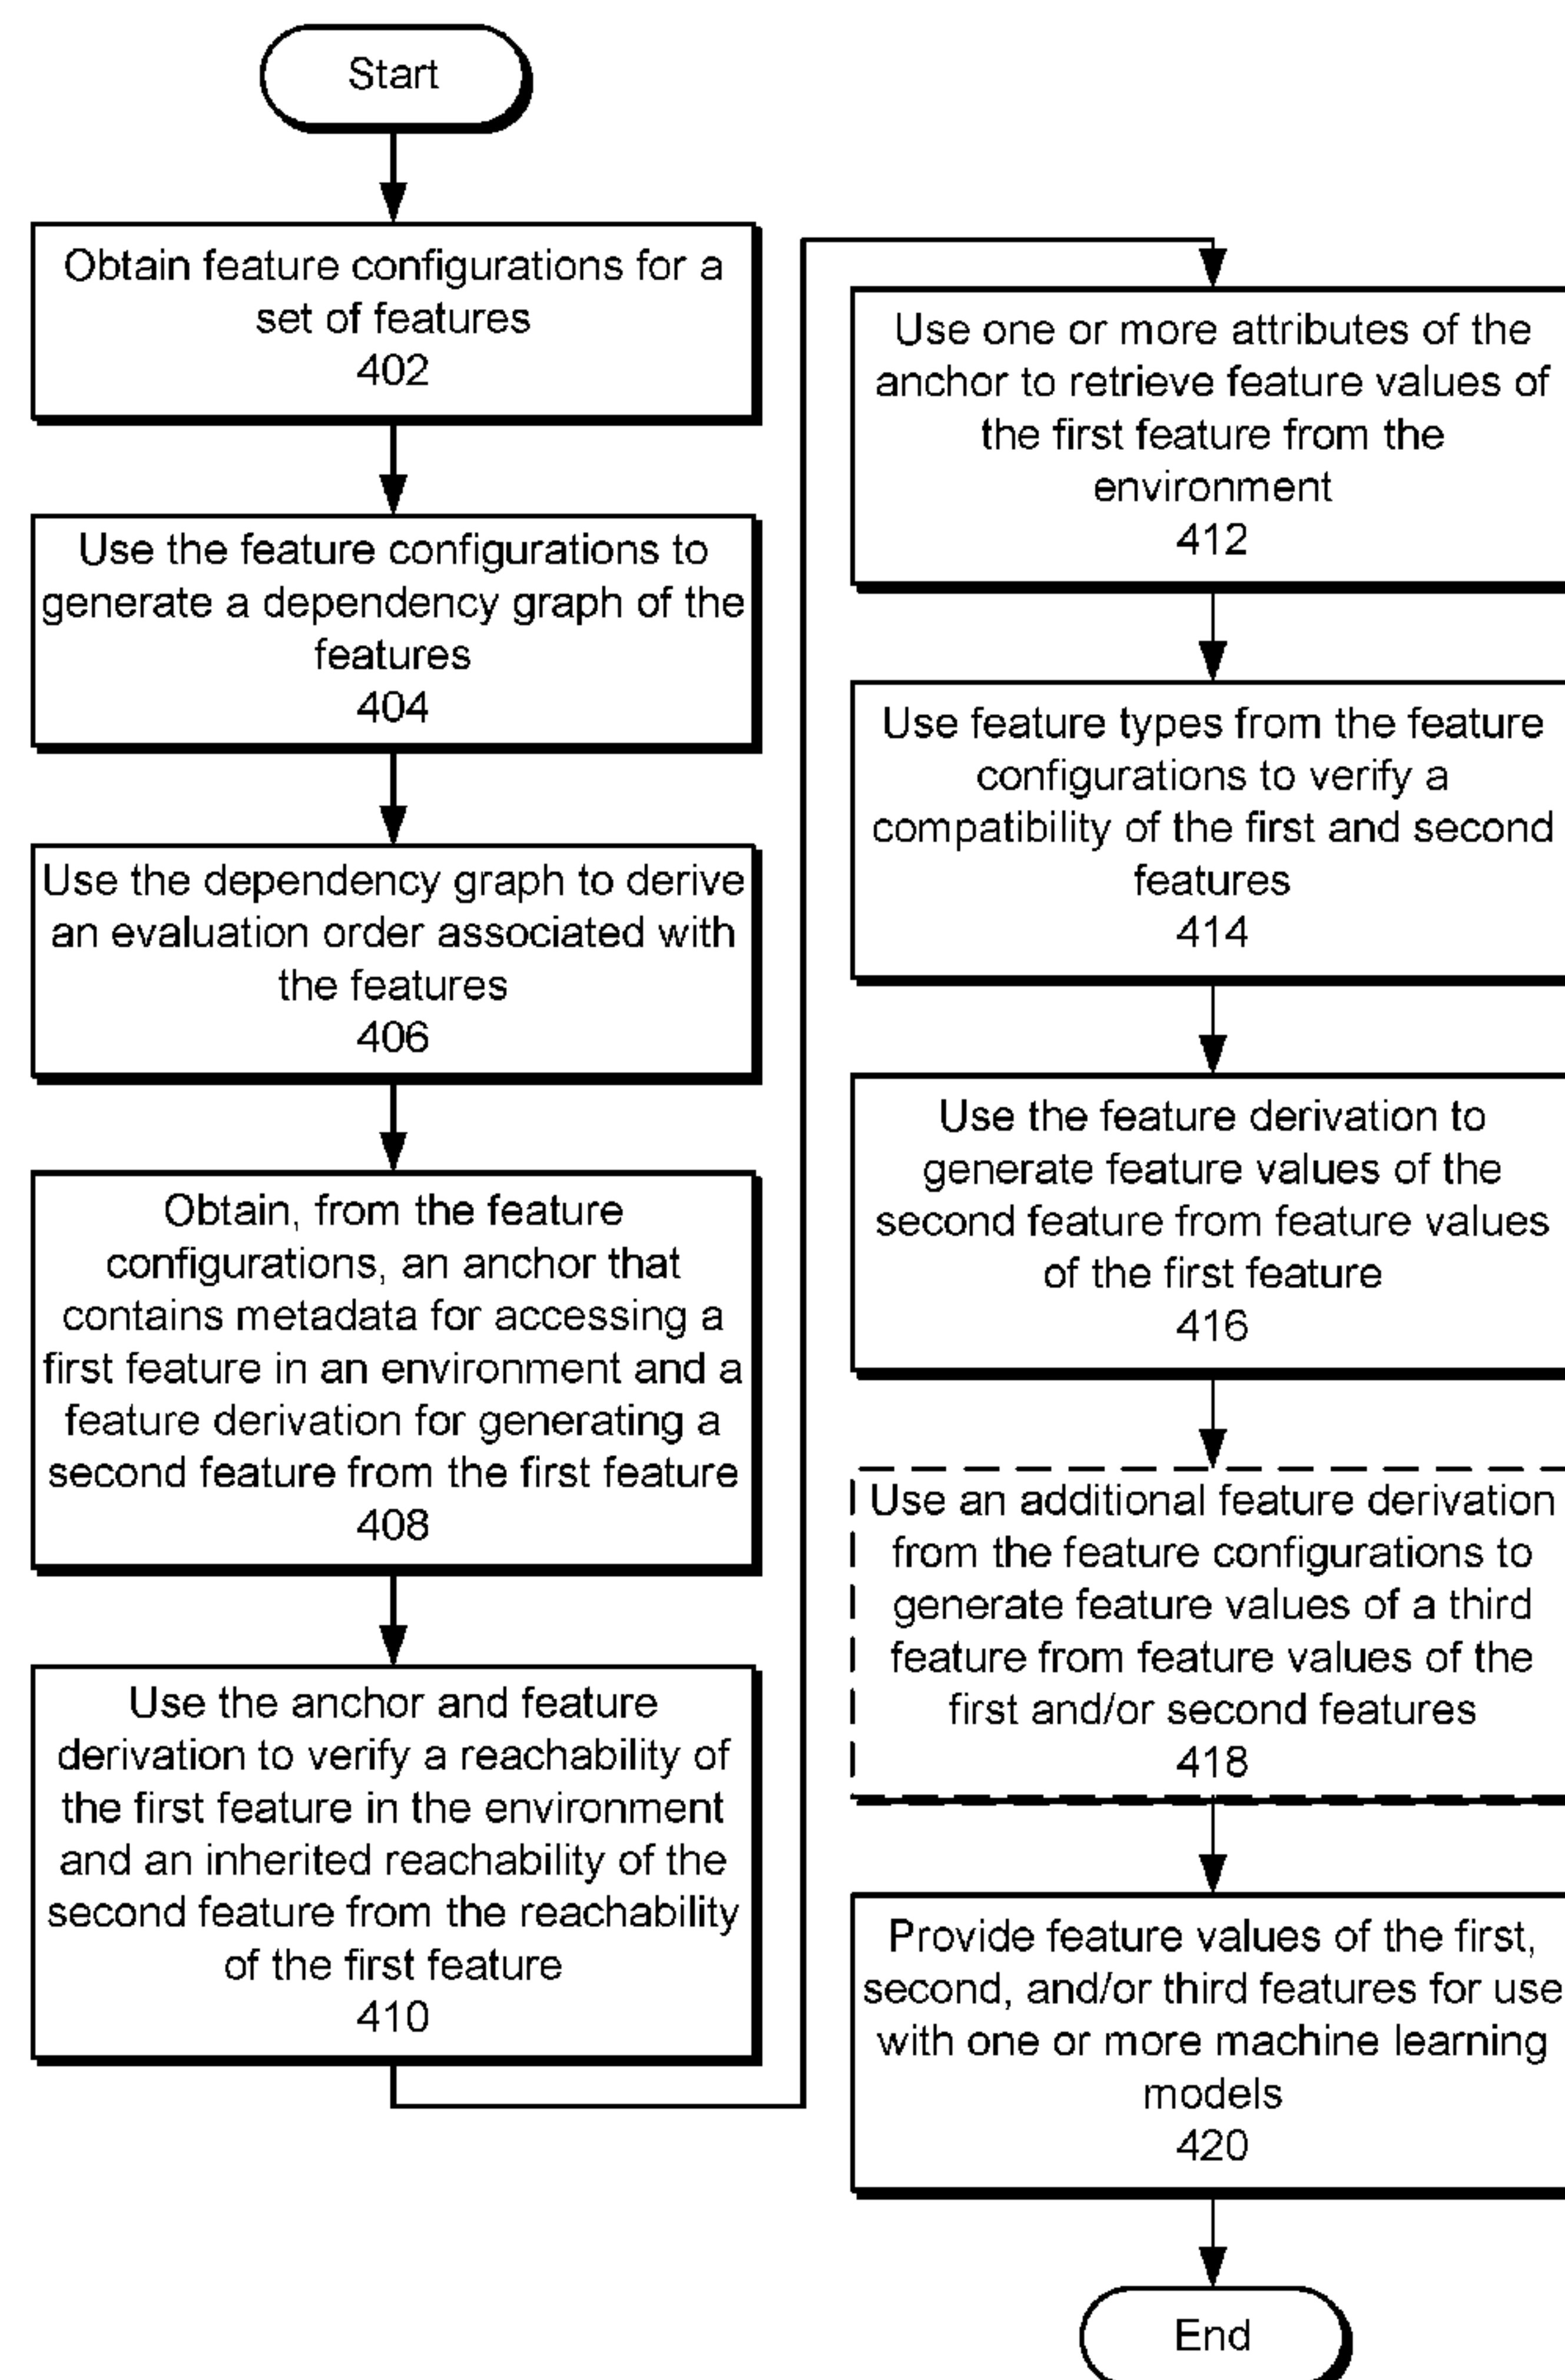 Start
Obtain feature configurations for a
set of features
402
Use the feature configurations to
generate a dependency graph of the
features
404
Use the dependency graph to derive
an evaluation order associated with
the features
406
Obtain, from the feature
configurations, an anchor that
contains metadata for accessing a
first feature in an environment and a
feature derivation for generating a
second feature from the first feature
408
Use the anchor and feature
derivation to verify a reachability of
the first feature in the environment
and an inherited reachability of the
second feature from the reachability
of the first feature
410
Use one or more attributes of the
anchor to retrieve feature values of
the first feature from the
environment
412
Use feature types from the feature
configurations to verify a
compatibility of the first and second
features
414
Use the feature derivation to
generate feature values of the
second feature from feature values
of the first feature
416
Use an additional feature derivation
from the feature configurations to
generate feature values of a third
feature from feature values of the
first and/or second features
418
Provide feature values of the first,
second, and/or third features for use
with one or more machine learning
models
420
End